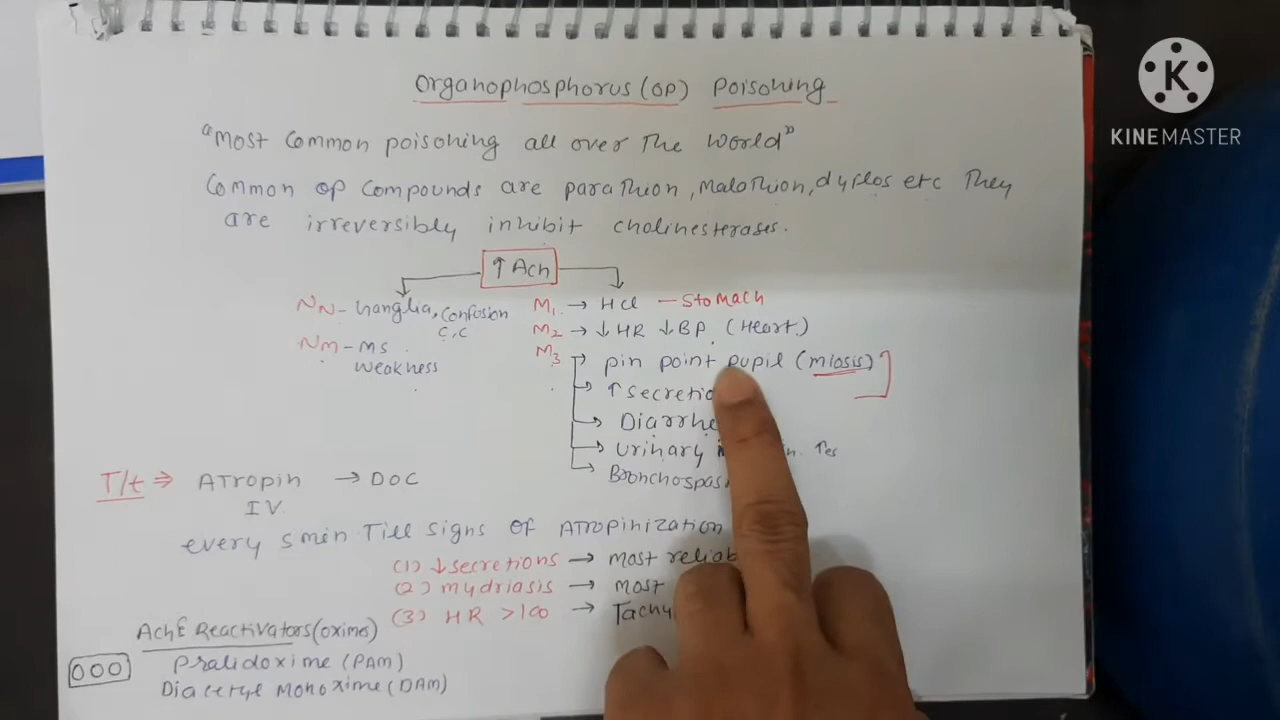 Organophosphorus (OP) Poisoning
"Most Common poisoning all over The World"
Common OP Compounds are parathion, Malathion, dyflos etc They
are irreversibly inhibit cholinesterases.
↑ Ach
NN - Ganglia, Confusion
C, C
NM - MS
Weakness
M1 → HCl - Stomach
M2 → ↓ HR ↓ BP (Heart)
M3
pin point pupil (miosis)
↑ Secretio
Diarrhe
Urinary
n. ↑es
Bronchospas
T/t ⇒ ATropin → DOC
IV
every 5 min Till Signs of ATropinization
(1) ↓ secretions → most reliab
(2) mydriasis → most
(3) HR >100 → Tachy
AchE Reactivators (oxime)
Pralidoxime (PAM)
Diacetyl Monoxime (DAM)
000
K
KINEMASTER